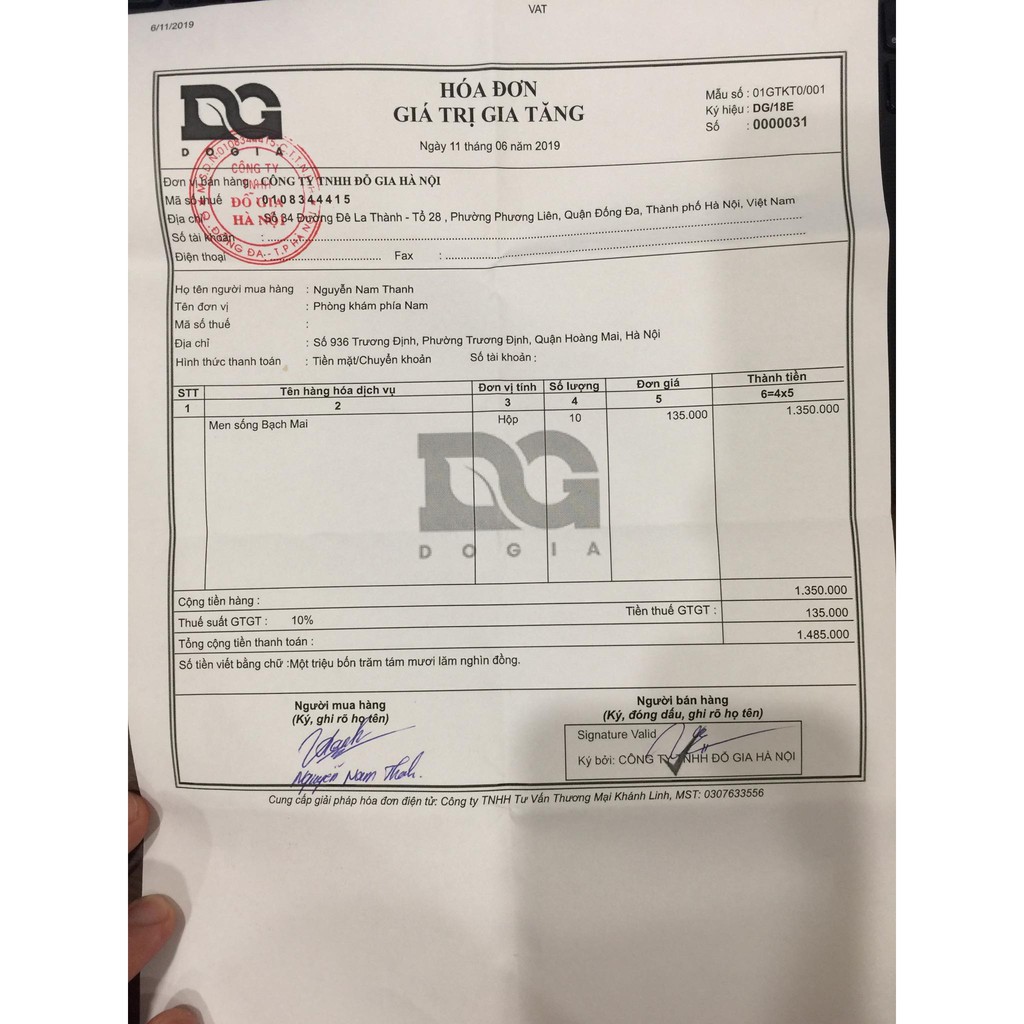 VAT
6/11/2019
DG
DOGIA
HÓA ĐƠN
GIÁ TRỊ GIA TĂNG
Ngày 11 tháng 06 năm 2019
Mẫu số : 01GTKT0/001
Ký hiệu : DG/18E
Số : 0000031
CÔNG TY
TNHH
ĐỖ GIA
HÀ NỘI
Đơn vị bán hàng : CÔNG TY TNHH ĐỖ GIA HÀ NỘI
Mã số thuế : 0108344415
Địa chỉ : Số 84 Đường Đê La Thành - Tổ 28 , Phường Phương Liên, Quận Đống Đa, Thành phố Hà Nội, Việt Nam
Số tài khoản :
Điện thoại Fax :
Họ tên người mua hàng : Nguyễn Nam Thanh
Tên đơn vị : Phòng khám phía Nam
Mã số thuế :
Địa chỉ : Số 936 Trương Định, Phường Trương Định, Quận Hoàng Mai, Hà Nội
Hình thức thanh toán : Tiền mặt/Chuyển khoản Số tài khoản :
STT Tên hàng hóa dịch vụ Đơn vị tính Số lượng Đơn giá Thành tiền
1 2 3 4 5 6=4x5
Men sống Bạch Mai Hộp 10 135.000 1.350.000
DG
DOGIA
Cộng tiền hàng : 1.350.000
Thuế suất GTGT : 10% Tiền thuế GTGT : 135.000
Tổng cộng tiền thanh toán : 1.485.000
Số tiền viết bằng chữ :Một triệu bốn trăm tám mươi lăm nghìn đồng.
Người mua hàng Người bán hàng
(Ký, ghi rõ họ tên) (Ký, đóng dấu, ghi rõ họ tên)
Signature Valid
Ký bởi: CÔNG TY TNHH ĐỖ GIA HÀ NỘI
Nguyễn Nam Thanh.
Cung cấp giải pháp hóa đơn điện tử: Công ty TNHH Tư Vấn Thương Mại Khánh Linh, MST: 0307633556